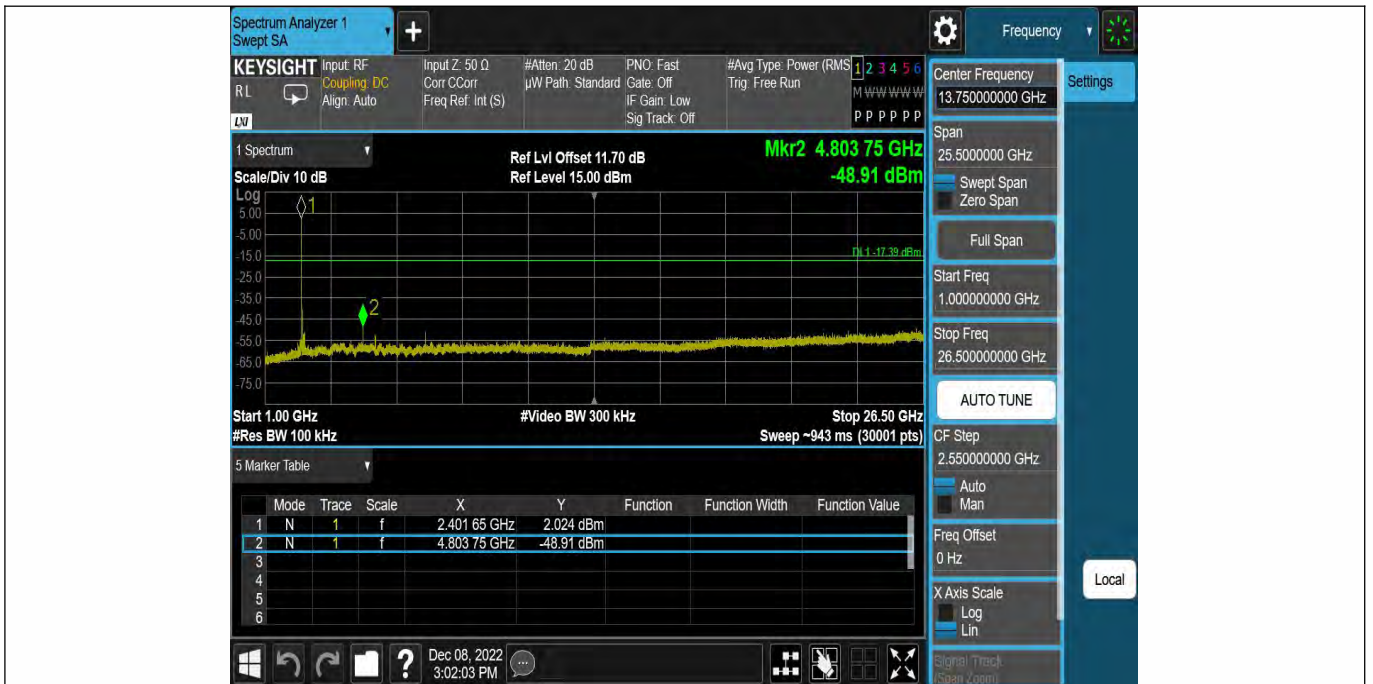 Spectrum Analyzer 1
Swept SA
+
Frequency
KEYSIGHT
RL
LXI
Input: RF
Coupling: DC
Align: Auto
Input Z: 50 Ω
Corr CCorr
Freq Ref: Int (S)
#Atten: 20 dB
µW Path: Standard
PNO: Fast
Gate: Off
IF Gain: Low
Sig Track: Off
#Avg Type: Power (RMS
Trig: Free Run
1 2 3 4 5 6
M W W W W W
P P P P P P
1 Spectrum
Scale/Div 10 dB
Ref Lvl Offset 11.70 dB
Ref Level 15.00 dBm
Mkr2 4.803 75 GHz
-48.91 dBm
Log
5.00
-5.00
-15.0
-25.0
-35.0
-45.0
-55.0
-65.0
-75.0
1
2
DL1 -17.39 dBm
Start 1.00 GHz
#Res BW 100 kHz
#Video BW 300 kHz
Stop 26.50 GHz
Sweep ~943 ms (30001 pts)
5 Marker Table
Mode Trace Scale X Y Function Function Width Function Value
1 N 1 f 2.401 65 GHz 2.024 dBm
2 N 1 f 4.803 75 GHz -48.91 dBm
3
4
5
6
?
Dec 08, 2022
3:02:03 PM
Center Frequency
13.750000000 GHz
Settings
Span
25.5000000 GHz
Swept Span
Zero Span
Full Span
Start Freq
1.000000000 GHz
Stop Freq
26.500000000 GHz
AUTO TUNE
CF Step
2.550000000 GHz
Auto
Man
Freq Offset
0 Hz
X Axis Scale
Log
Lin
Signal Track
(Span Zoom)
Local